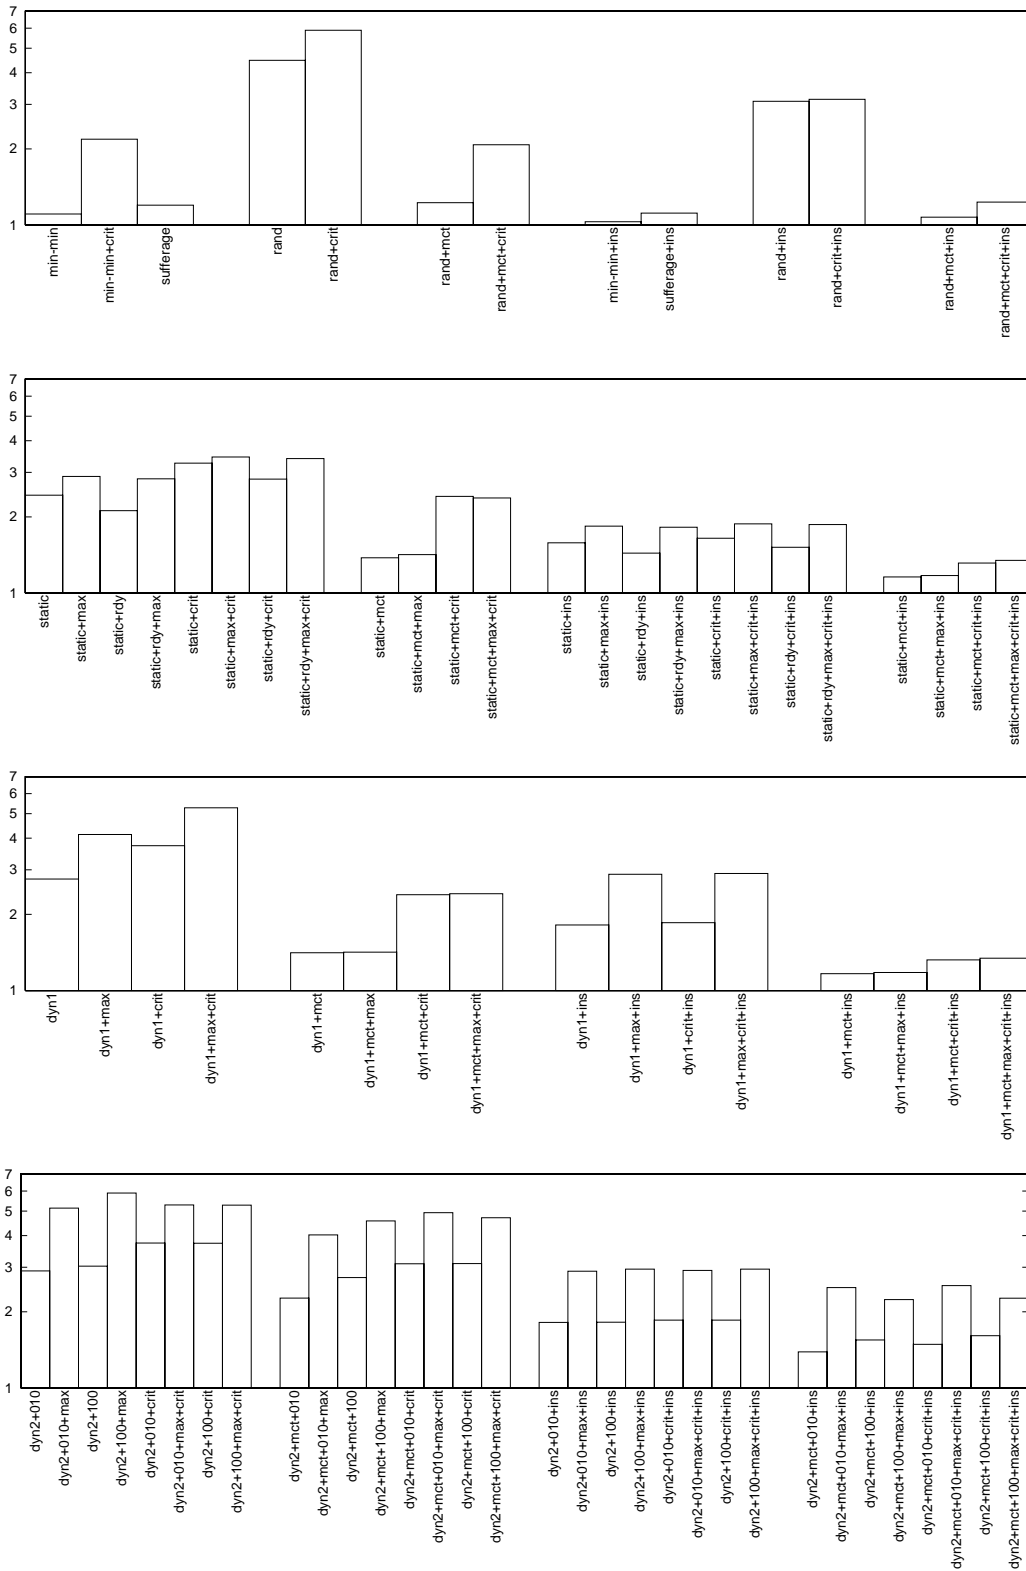 7
6
5
4
3
2
1
min-min
min-min+crit
sufferage
rand
rand+crit
rand+mct
rand+mct+crit
min-min+ins
sufferage+ins
rand+ins
rand+crit+ins
rand+mct+ins
rand+mct+crit+ins
7
6
5
4
3
2
1
static
static+max
static+rdy
static+rdy+max
static+crit
static+max+crit
static+rdy+crit
static+rdy+max+crit
static+mct
static+mct+max
static+mct+crit
static+mct+max+crit
static+ins
static+max+ins
static+rdy+ins
static+rdy+max+ins
static+crit+ins
static+max+crit+ins
static+rdy+crit+ins
static+rdy+max+crit+ins
static+mct+ins
static+mct+max+ins
static+mct+crit+ins
static+mct+max+crit+ins
7
6
5
4
3
2
1
dyn1
dyn1+max
dyn1+crit
dyn1+max+crit
dyn1+mct
dyn1+mct+max
dyn1+mct+crit
dyn1+mct+max+crit
dyn1+ins
dyn1+max+ins
dyn1+crit+ins
dyn1+max+crit+ins
dyn1+mct+ins
dyn1+mct+max+ins
dyn1+mct+crit+ins
dyn1+mct+max+crit+ins
7
6
5
4
3
2
1
dyn2+010
dyn2+010+max
dyn2+100
dyn2+100+max
dyn2+010+crit
dyn2+010+max+crit
dyn2+100+crit
dyn2+100+max+crit
dyn2+mct+010
dyn2+mct+010+max
dyn2+mct+100
dyn2+mct+100+max
dyn2+mct+010+crit
dyn2+mct+010+max+crit
dyn2+mct+100+crit
dyn2+mct+100+max+crit
dyn2+010+ins
dyn2+010+max+ins
dyn2+100+ins
dyn2+100+max+ins
dyn2+010+crit+ins
dyn2+010+max+crit+ins
dyn2+100+crit+ins
dyn2+100+max+crit+ins
dyn2+mct+010+ins
dyn2+mct+010+max+ins
dyn2+mct+100+ins
dyn2+mct+100+max+ins
dyn2+mct+010+crit+ins
dyn2+mct+010+max+crit+ins
dyn2+mct+100+crit+ins
dyn2+mct+100+max+crit+ins